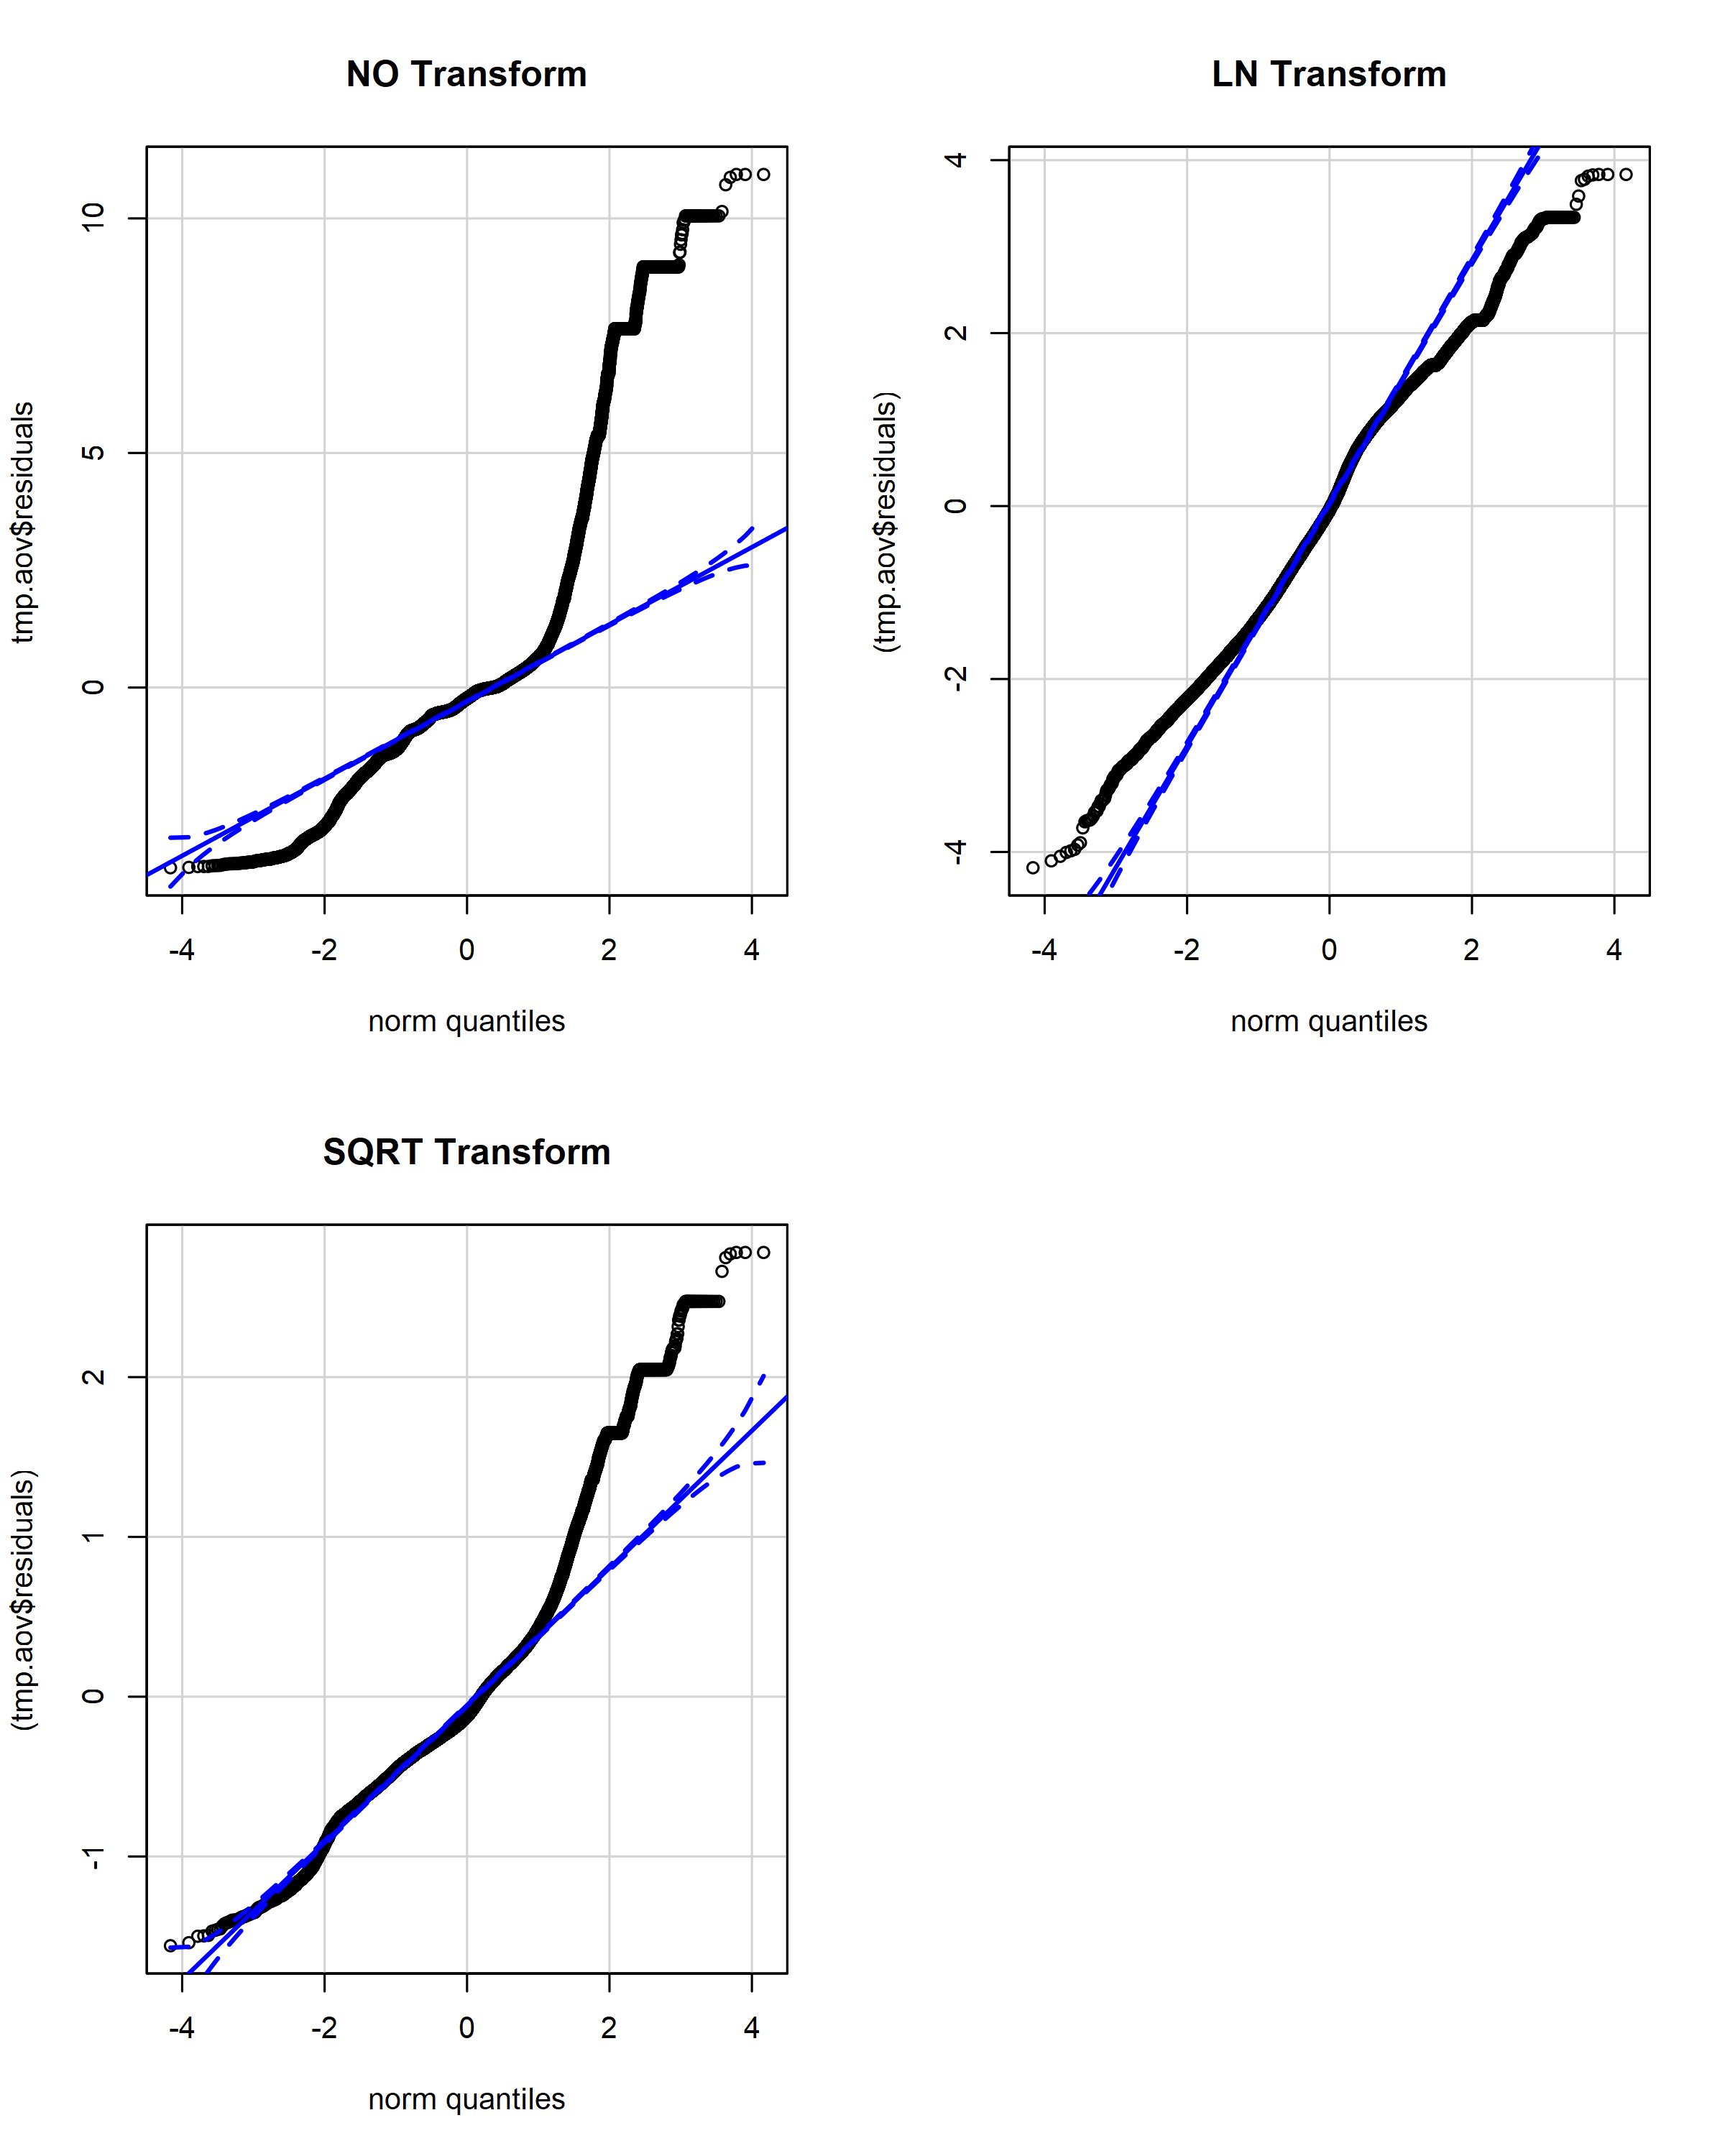 NO Transform
tmp.aov$residuals
10
5
0
-4 -2 0 2 4
norm quantiles
LN Transform
(tmp.aov$residuals)
4
2
0
-2
-4
-4 -2 0 2 4
norm quantiles
SQRT Transform
(tmp.aov$residuals)
2
1
0
-1
-4 -2 0 2 4
norm quantiles